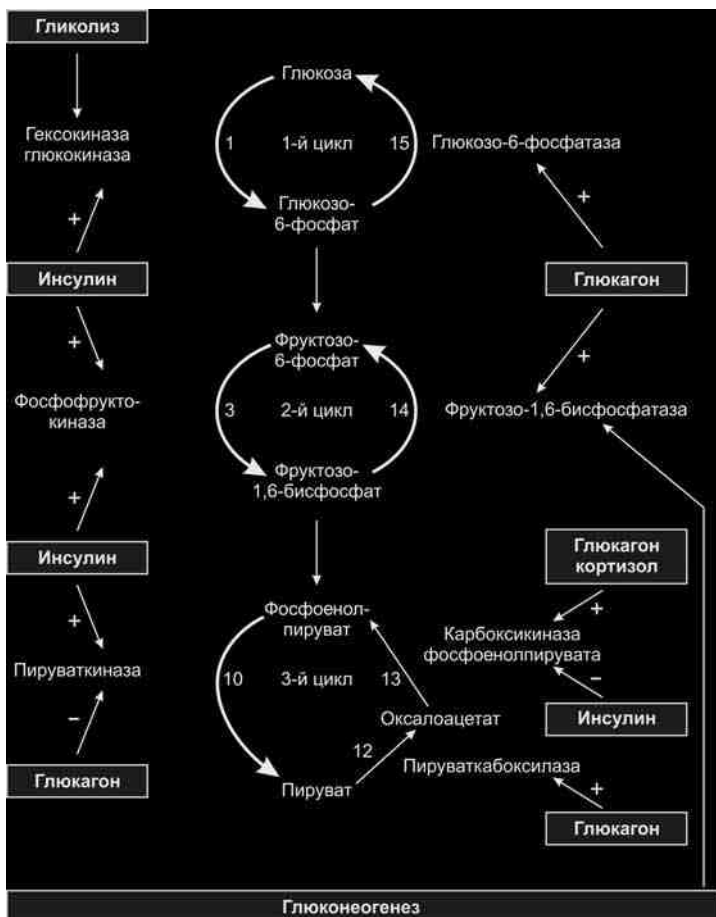 Гликолиз
Глюкоза
Гексокиназа
глюкокиназа
1
1-й цикл
15
Глюкозо-6-фосфатаза
Глюкозо-
6-фосфат
+
+
Инсулин
Глюкагон
+
+
Фруктозо-
6-фосфат
Фосфофрукто-
киназа
3
2-й цикл
14
Фруктозо-1,6-бисфосфатаза
Фруктозо-
1,6-бисфосфат
+
Инсулин
Глюкагон
кортизол
+
+
Фосфоенол-
пируват
Карбоксикиназа
фосфоенолпирувата
Пируваткиназа
10
3-й цикл
13
–
–
Оксалоацетат
Инсулин
12
Пируваткабоксилаза
Глюкагон
Пируват
+
Глюкагон
Глюконеогенез